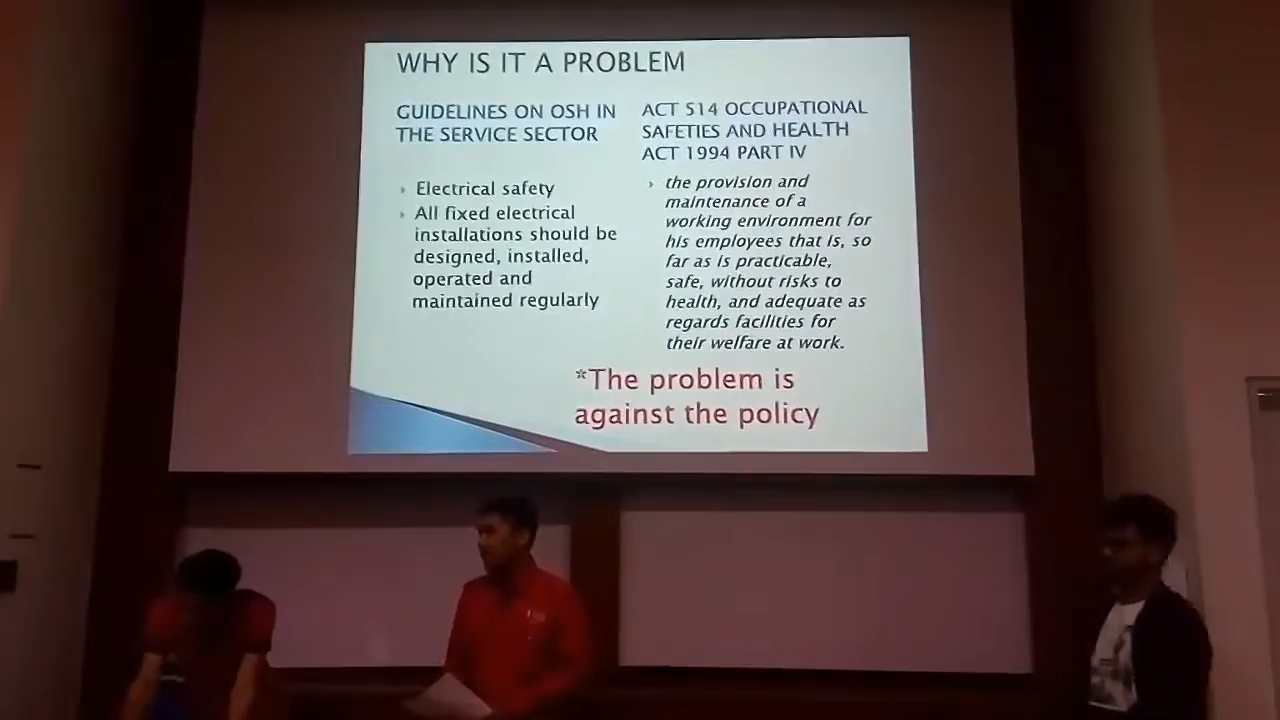 WHY IS IT A PROBLEM
GUIDELINES ON OSH IN
THE SERVICE SECTOR
Electrical safety
All fixed electrical
installations should be
designed, installed,
operated and
maintained regularly
ACT 514 OCCUPATIONAL
SAFETIES AND HEALTH
ACT 1994 PART IV
the provision and
maintenance of a
working environment for
his employees that is, so
far as is practicable,
safe, without risks to
health, and adequate as
regards facilities for
their welfare at work.
*The problem is
against the policy